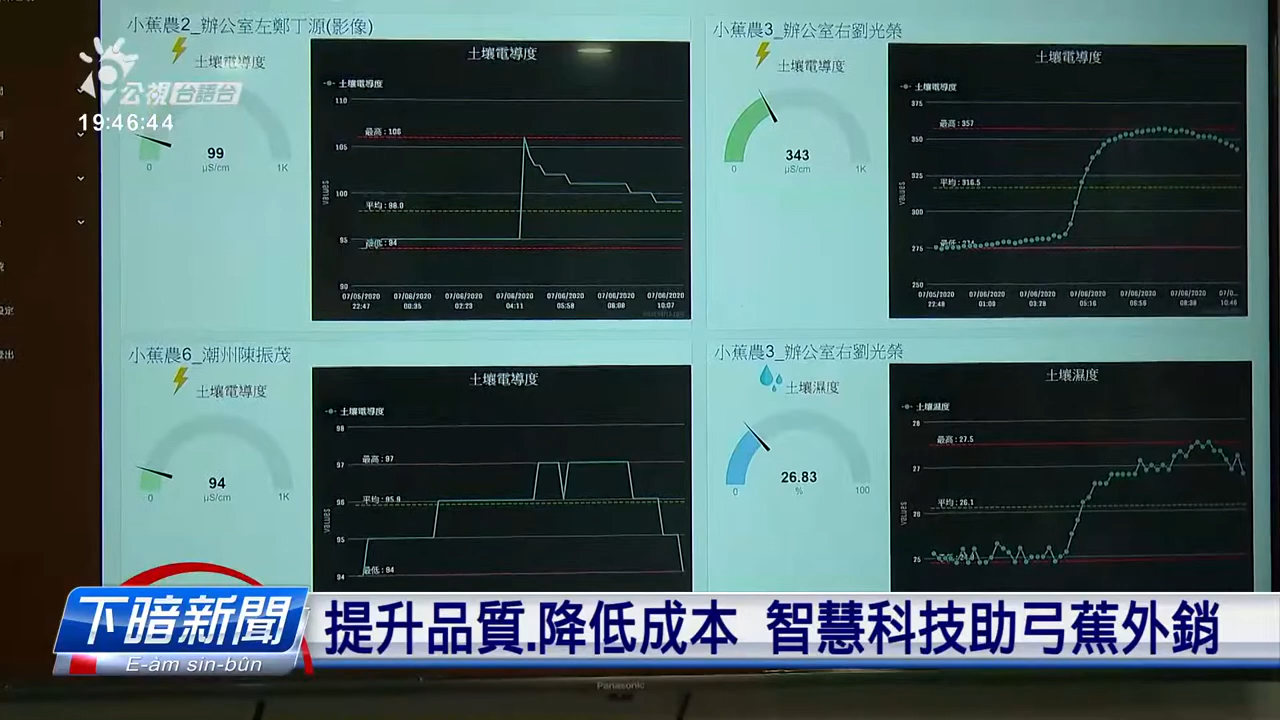 小蕉農2_辦公室左鄭丁源(影像)
土壤電導度
99
µS/cm
0
1K
土壤電導度
土壤電導度
110
最高 : 106
105
100
平均 : 98.0
95
最低 : 94
90
values
07/05/2020 22:47
07/06/2020 00:35
07/06/2020 02:23
07/06/2020 04:11
07/06/2020 05:58
07/06/2020 08:08
07/06/2020 10:07
小蕉農3_辦公室右劉光榮
土壤電導度
343
µS/cm
0
1K
土壤電導度
土壤電導度
375
最高 : 357
350
325
平均 : 316.5
300
275
最低 : 274
250
values
07/05/2020 22:48
07/06/2020 01:08
07/06/2020 03:28
07/06/2020 05:16
07/06/2020 06:56
07/06/2020 08:38
10:46
公視台語台
19:46:44
小蕉農6_潮州陳振茂
土壤電導度
94
µS/cm
0
1K
土壤電導度
土壤電導度
98
最高 : 97
97
96
平均 : 95.9
95
94
最低 : 94
values
小蕉農3_辦公室右劉光榮
土壤濕度
26.83
%
0
100
土壤濕度
土壤濕度
28
最高 : 27.5
27
平均 : 26.1
26
25
values
下暗新聞
E-àm sin-bûn
提升品質.降低成本 智慧科技助弓蕉外銷
Panasonic